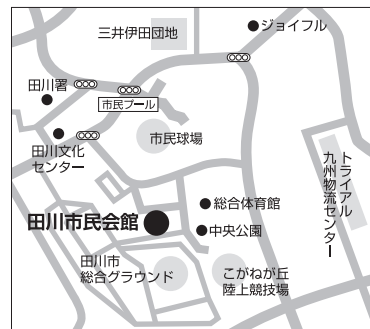 三井伊田団地
ジョイフル
田川署
市民プール
田川文化
センター
市民球場
トライアル
九州物流センター
総合体育館
田川市民会館
中央公園
田川市
総合グラウンド
こがねが丘
陸上競技場